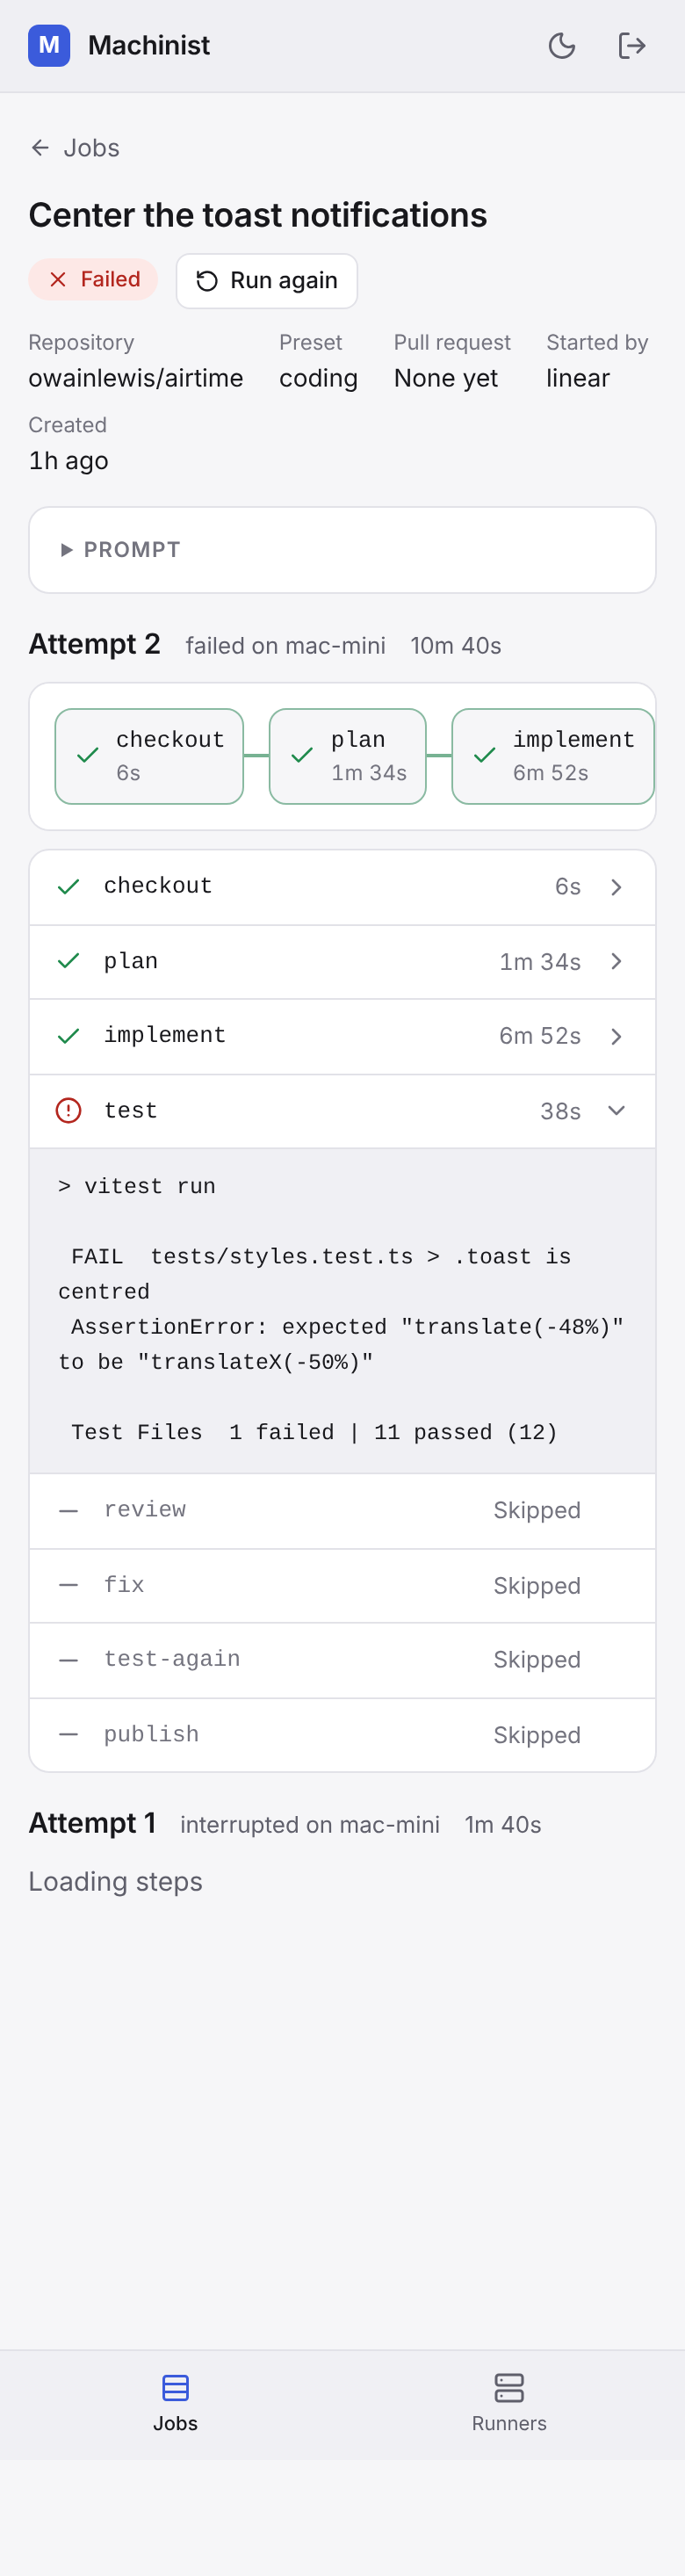 M Machinist
Jobs
Center the toast notifications
Failed
Run again
Repository Preset Pull request Started by
owainlewis/airtime coding None yet linear
Created
1h ago
PROMPT
Attempt 2 failed on mac-mini 10m 40s
checkout plan implement
6s 1m 34s 6m 52s
checkout 6s
plan 1m 34s
implement 6m 52s
test 38s
> vitest run
FAIL  tests/styles.test.ts > .toast is
centred
AssertionError: expected "translate(-48%)"
to be "translateX(-50%)"
Test Files  1 failed | 11 passed (12)
review Skipped
fix Skipped
test-again Skipped
publish Skipped
Attempt 1 interrupted on mac-mini 1m 40s
Loading steps
Jobs Runners